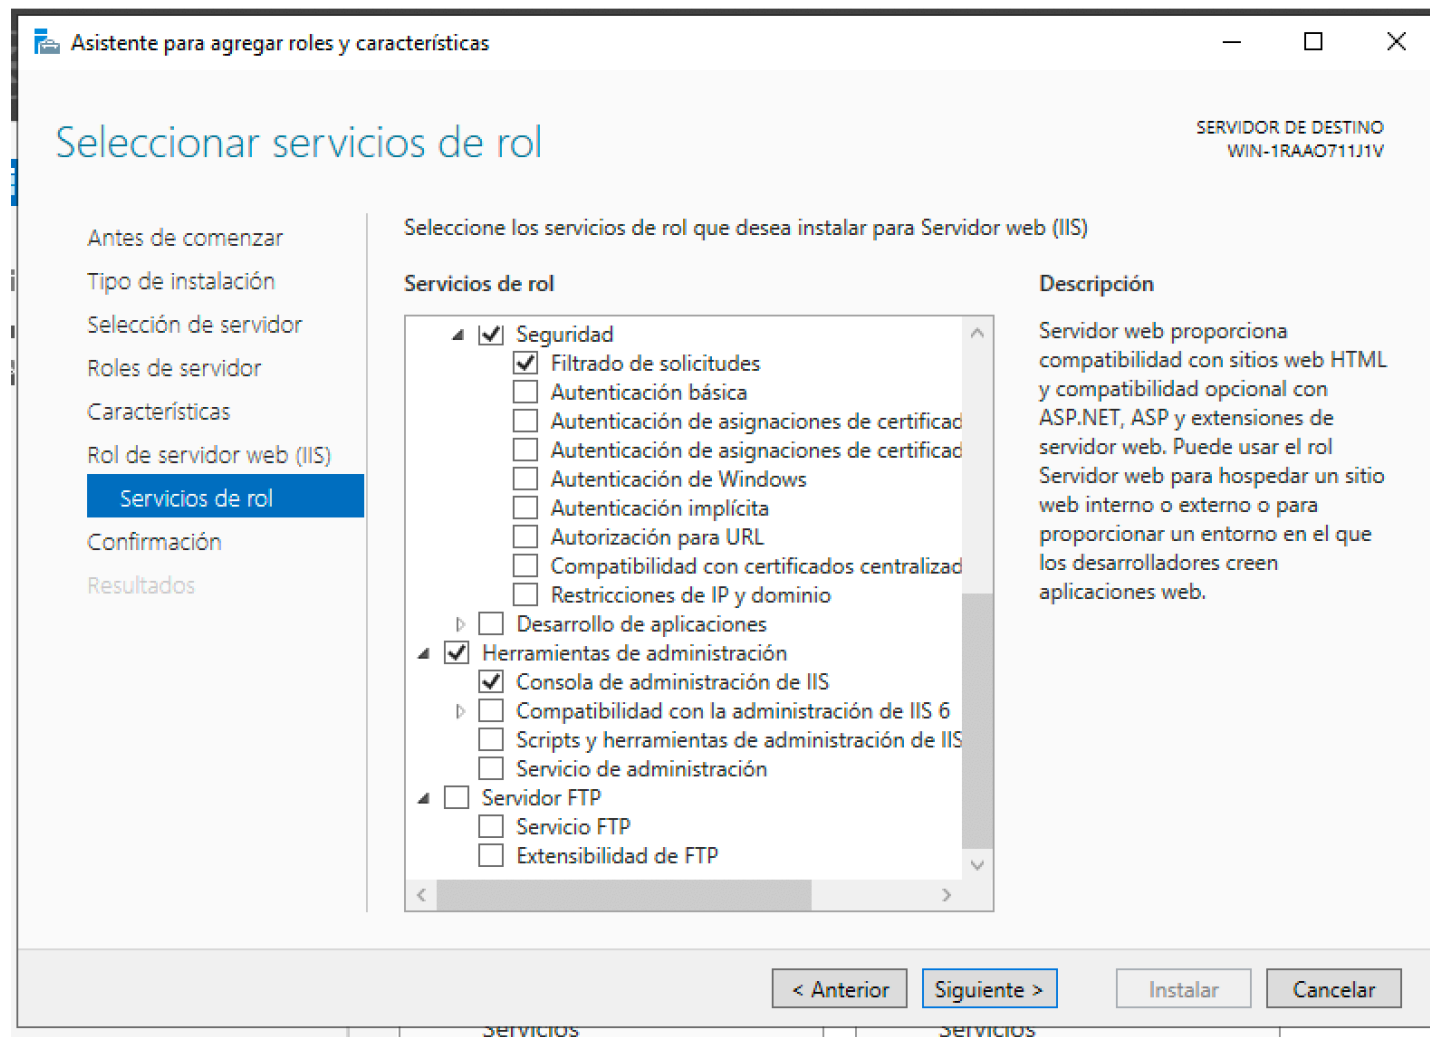 Asistente para agregar roles y características
Seleccionar servicios de rol
SERVIDOR DE DESTINO
WIN-1RAAO711J1V
Antes de comenzar
Tipo de instalación
Selección de servidor
Roles de servidor
Características
Rol de servidor web (IIS)
Servicios de rol
Confirmación
Resultados
Seleccione los servicios de rol que desea instalar para Servidor web (IIS)
Servicios de rol
Seguridad
Filtrado de solicitudes
Autenticación básica
Autenticación de asignaciones de certificad
Autenticación de asignaciones de certificad
Autenticación de Windows
Autenticación implícita
Autorización para URL
Compatibilidad con certificados centralizad
Restricciones de IP y dominio
Desarrollo de aplicaciones
Herramientas de administración
Consola de administración de IIS
Compatibilidad con la administración de IIS 6
Scripts y herramientas de administración de IIS
Servicio de administración
Servidor FTP
Servicio FTP
Extensibilidad de FTP
Descripción
Servidor web proporciona
compatibilidad con sitios web HTML
y compatibilidad opcional con
ASP.NET, ASP y extensiones de
servidor web. Puede usar el rol
Servidor web para hospedar un sitio
web interno o externo o para
proporcionar un entorno en el que
los desarrolladores creen
aplicaciones web.
< Anterior
Siguiente >
Instalar
Cancelar
Servicios
Servicios